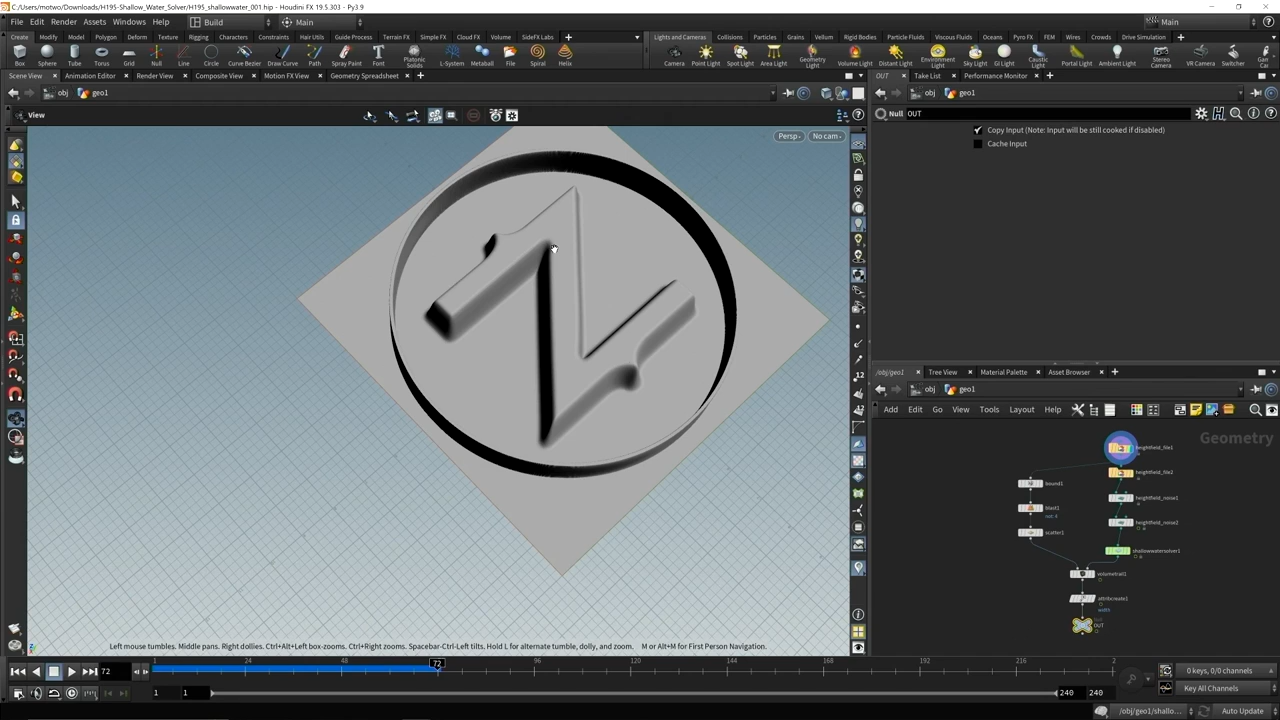 C:/Users/motwo/Downloads/H195-Shallow_Water_Solver/H195_shallowwater_001.hip - Houdini FX 19.5.303 - Py3.9
File Edit Render Assets Windows Help Build Main Main
Create Modify Model Polygon Deform Texture Rigging Characters Constraints Hair Utils Guide Process Terrain FX Simple FX Cloud FX Volume SideFX Labs
Lights and Cameras Collisions Particles Grains Vellum Rigid Bodies Particle Fluids Viscous Fluids Oceans Pyro FX FEM Wires Crowds Drive Simulation
Box Sphere Tube Torus Grid Null Line Circle Curve Bezier Draw Curve Path Spray Paint Font Platonic Solids L-System Metaball File Spiral Helix
Camera Point Light Spot Light Area Light Geometry Light Volume Light Distant Light Environment Light Sky Light GI Light Caustic Light Portal Light Ambient Light Stereo Camera VR Camera Switcher
Scene View Animation Editor Render View Composite View Motion FX View Geometry Spreadsheet
OUT Take List Performance Monitor
obj geo1
obj geo1
View
Null OUT
Persp No cam
Copy Input (Note: Input will be still cooked if disabled)
Cache Input
/obj/geo1 Tree View Material Palette Asset Browser
obj geo1
Add Edit Go View Tools Layout Help
Geometry
heightfield_file1
heightfield_file2
bound1
heightfield_noise1
blast1
heightfield_noise2
scatter1
shallowwatersolver1
volumetrail1
attribcreate1
width
OUT
12
12
Left mouse tumbles. Middle pans. Right dollies. Ctrl+Alt+Left box-zooms. Ctrl+Right zooms. Spacebar-Ctrl-Left tilts. Hold L for alternate tumble, dolly, and zoom. M or Alt+M for First Person Navigation.
72 1 24 48 72 96 120 144 168 192 216 2
0 keys, 0/0 channels
1 1 240 240
Key All Channels
/obj/geo1/shallo... Auto Update